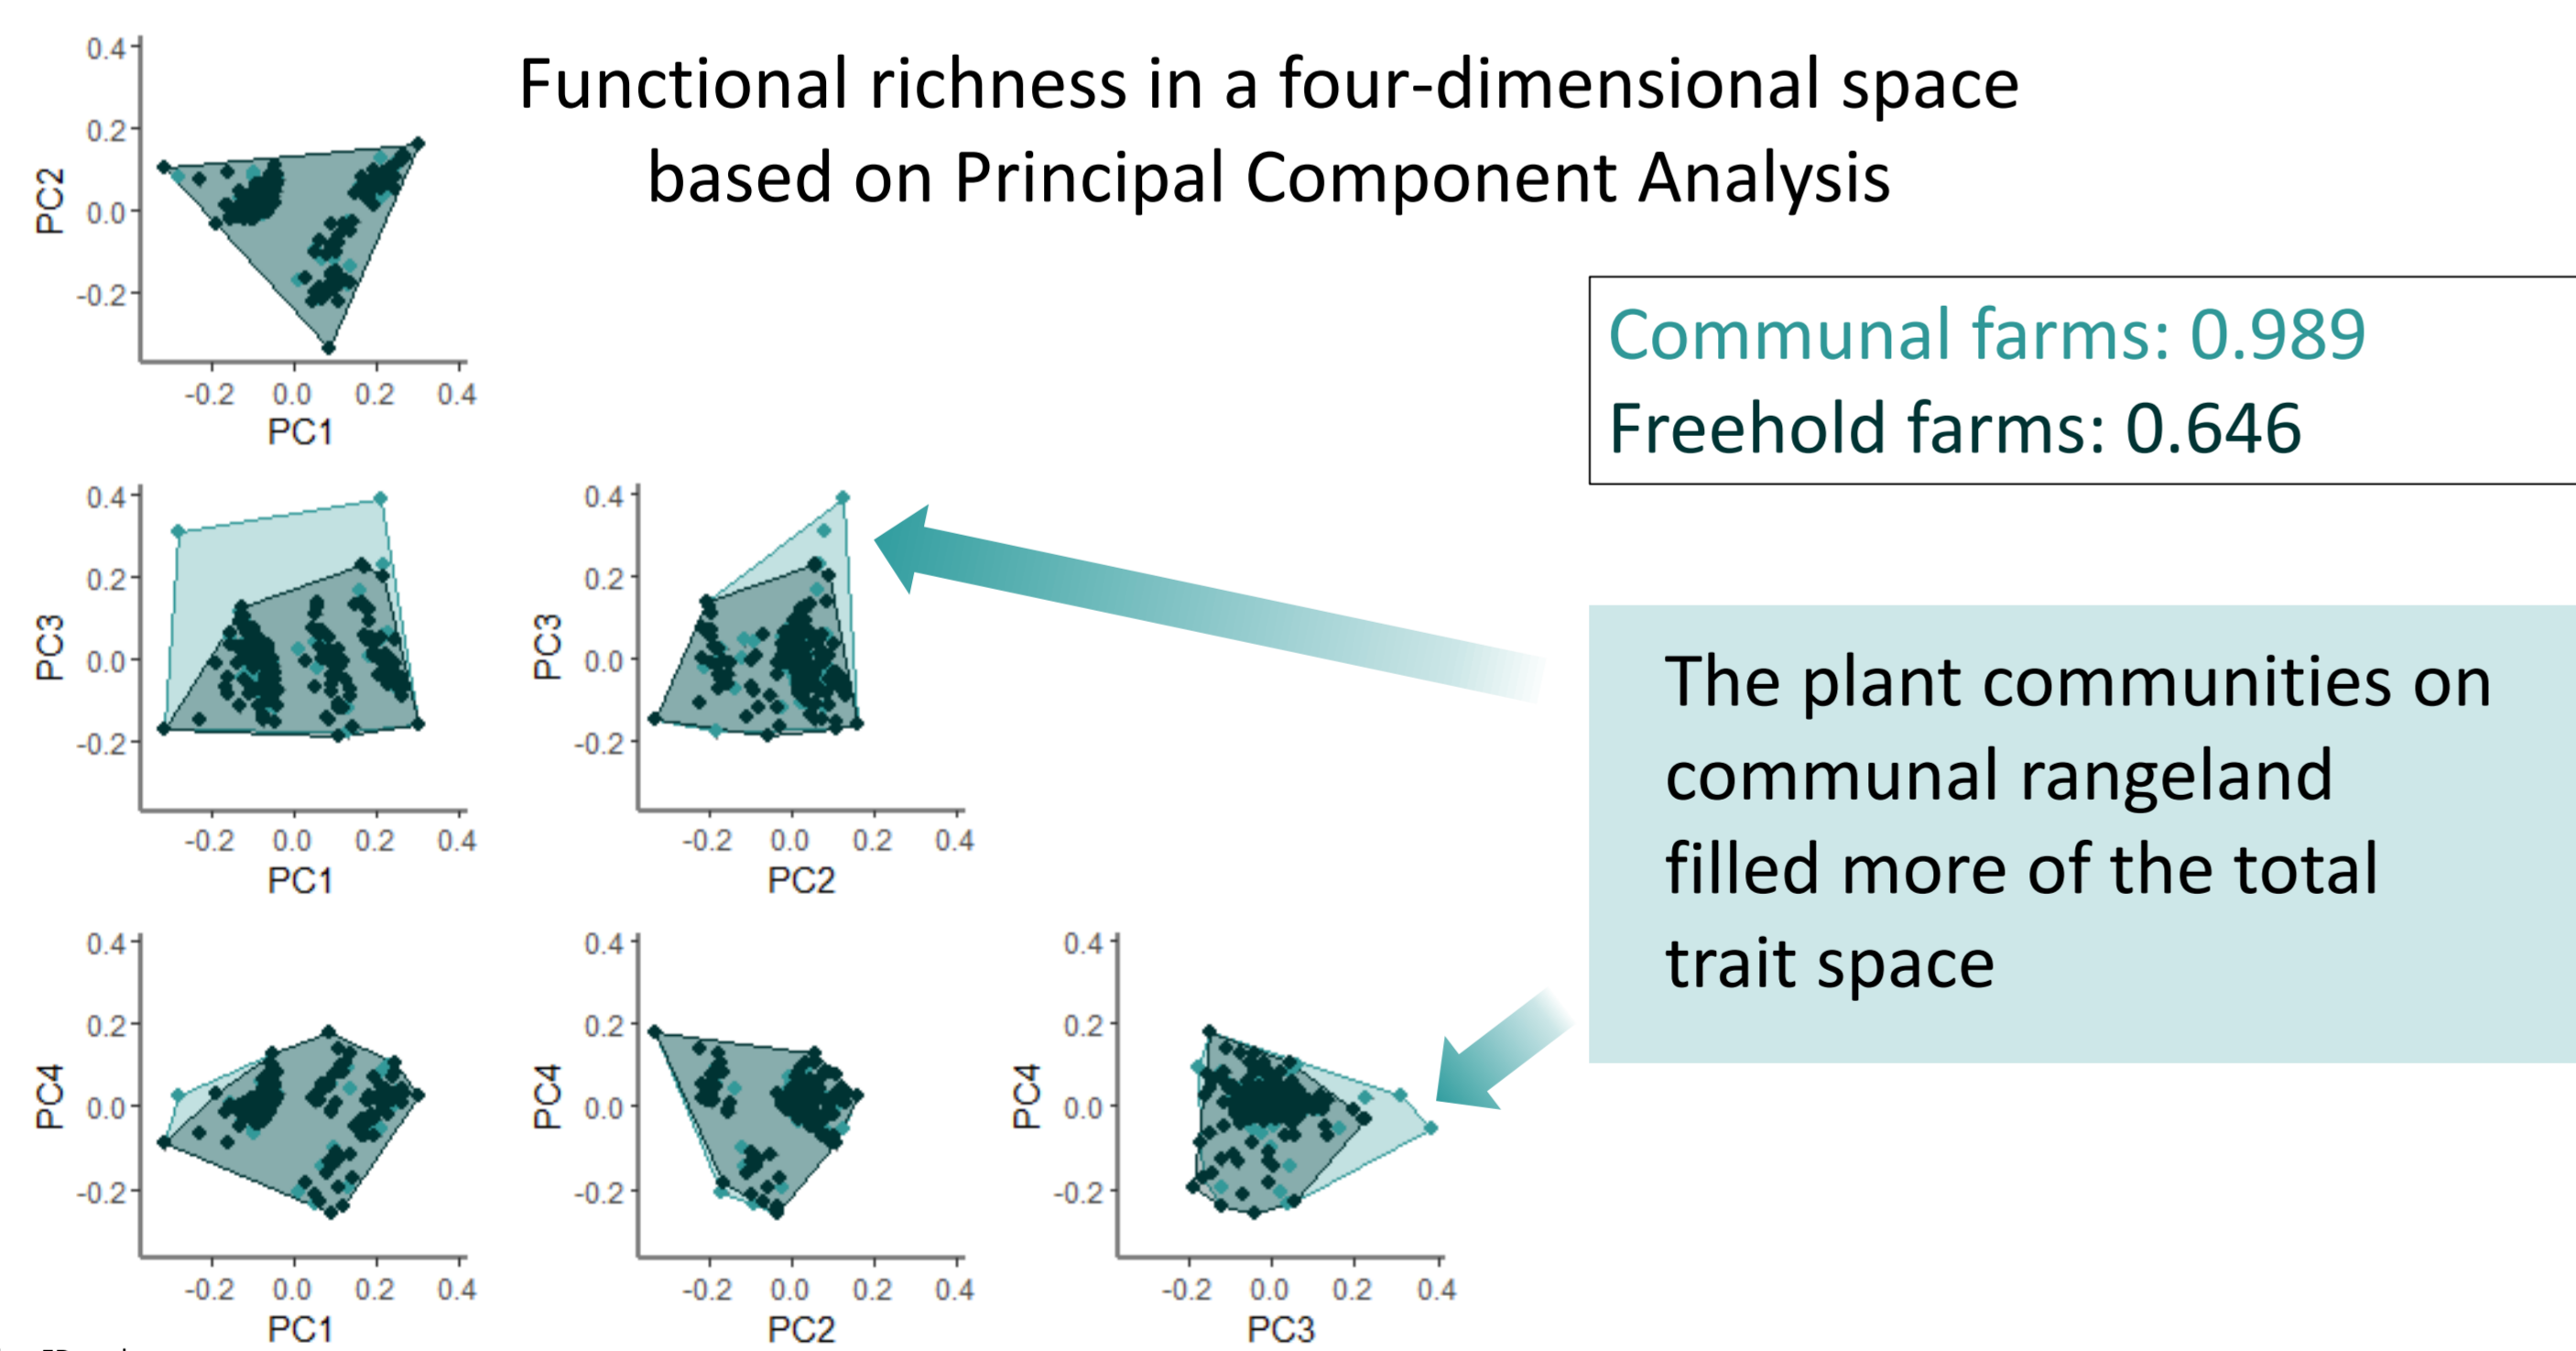 Functional richness in a four-dimensional space
based on Principal Component Analysis
0.4
0.2
0.0
-0.2
PC2
-0.2 0.0 0.2 0.4
PC1
Communal farms: 0.989
Freehold farms: 0.646
0.4
0.2
0.0
-0.2
PC3
-0.2 0.0 0.2 0.4
PC1
0.4
0.2
0.0
-0.2
PC3
-0.2 0.0 0.2 0.4
PC2
The plant communities on
communal rangeland
filled more of the total
trait space
0.4
0.2
0.0
-0.2
PC4
-0.2 0.0 0.2 0.4
PC1
0.4
0.2
0.0
-0.2
PC4
-0.2 0.0 0.2 0.4
PC2
0.4
0.2
0.0
-0.2
PC4
-0.2 0.0 0.2 0.4
PC3